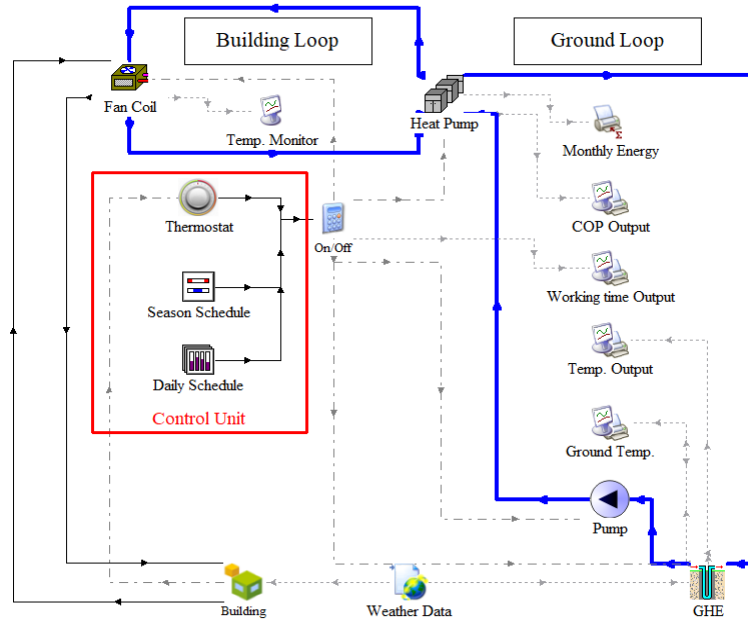 Building Loop
Ground Loop
Fan Coil
Temp. Monitor
Heat Pump
Monthly Energy
Thermostat
COP Output
On/Off
Season Schedule
Working time Output
Daily Schedule
Temp. Output
Control Unit
Ground Temp.
Pump
Building
Weather Data
GHE
Σ